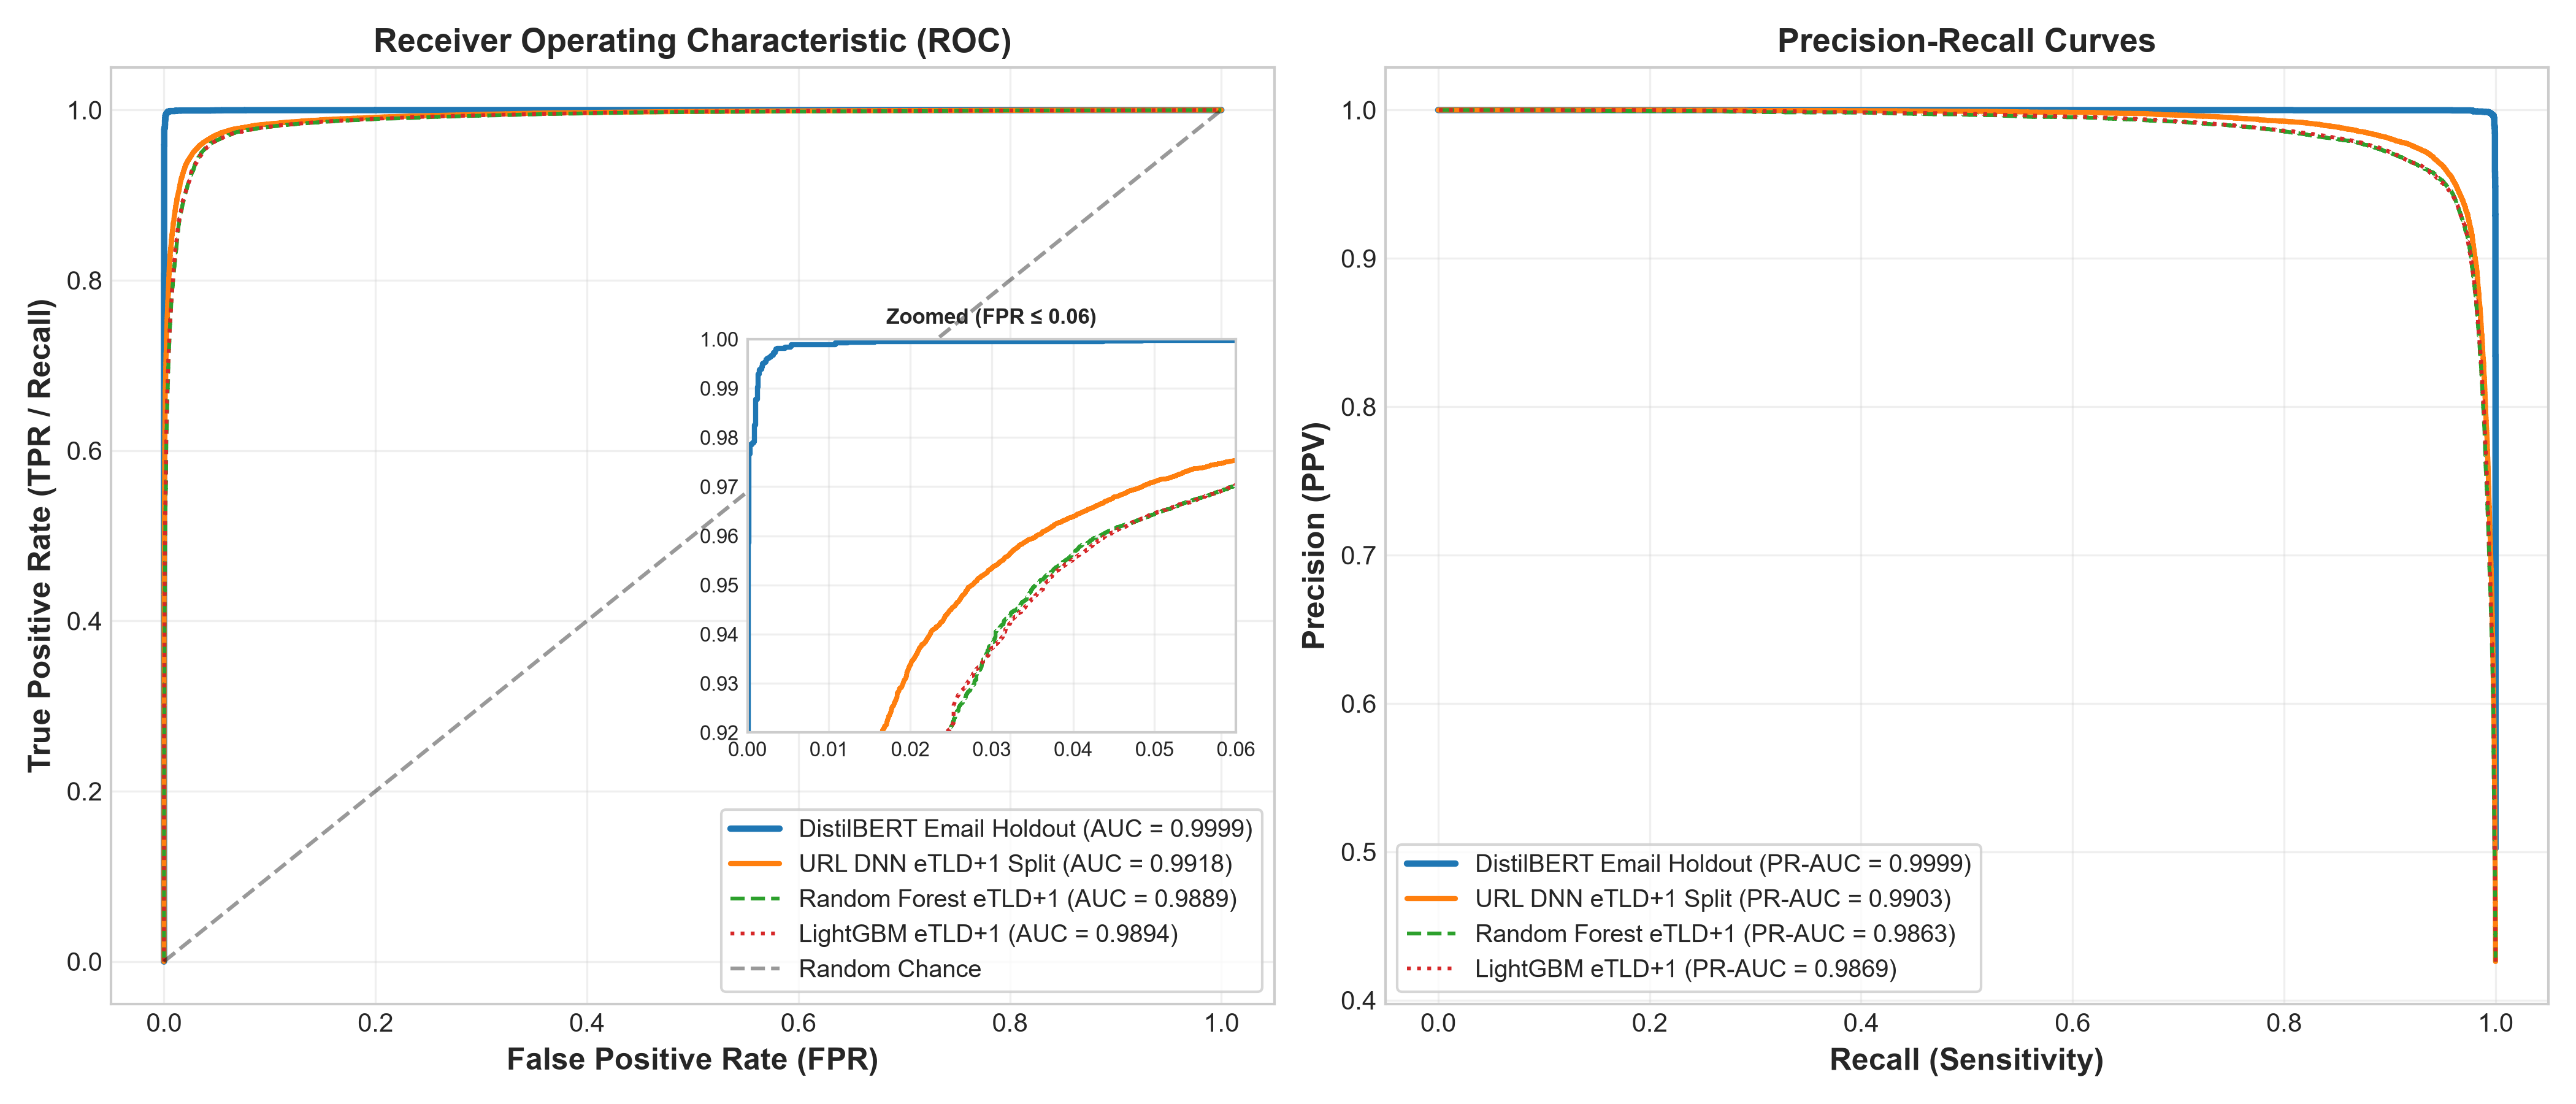 Receiver Operating Characteristic (ROC)
True Positive Rate (TPR / Recall)
1.0
0.8
0.6
0.4
0.2
0.0
0.0
0.2
0.4
0.6
0.8
1.0
False Positive Rate (FPR)
Zoomed (FPR ≤ 0.06)
1.00
0.99
0.98
0.97
0.96
0.95
0.94
0.93
0.92
0.00
0.01
0.02
0.03
0.04
0.05
0.06
DistilBERT Email Holdout (AUC = 0.9999)
URL DNN eTLD+1 Split (AUC = 0.9918)
Random Forest eTLD+1 (AUC = 0.9889)
LightGBM eTLD+1 (AUC = 0.9894)
Random Chance
Precision-Recall Curves
Precision (PPV)
1.0
0.9
0.8
0.7
0.6
0.5
0.4
0.0
0.2
0.4
0.6
0.8
1.0
Recall (Sensitivity)
DistilBERT Email Holdout (PR-AUC = 0.9999)
URL DNN eTLD+1 Split (PR-AUC = 0.9903)
Random Forest eTLD+1 (PR-AUC = 0.9863)
LightGBM eTLD+1 (PR-AUC = 0.9869)